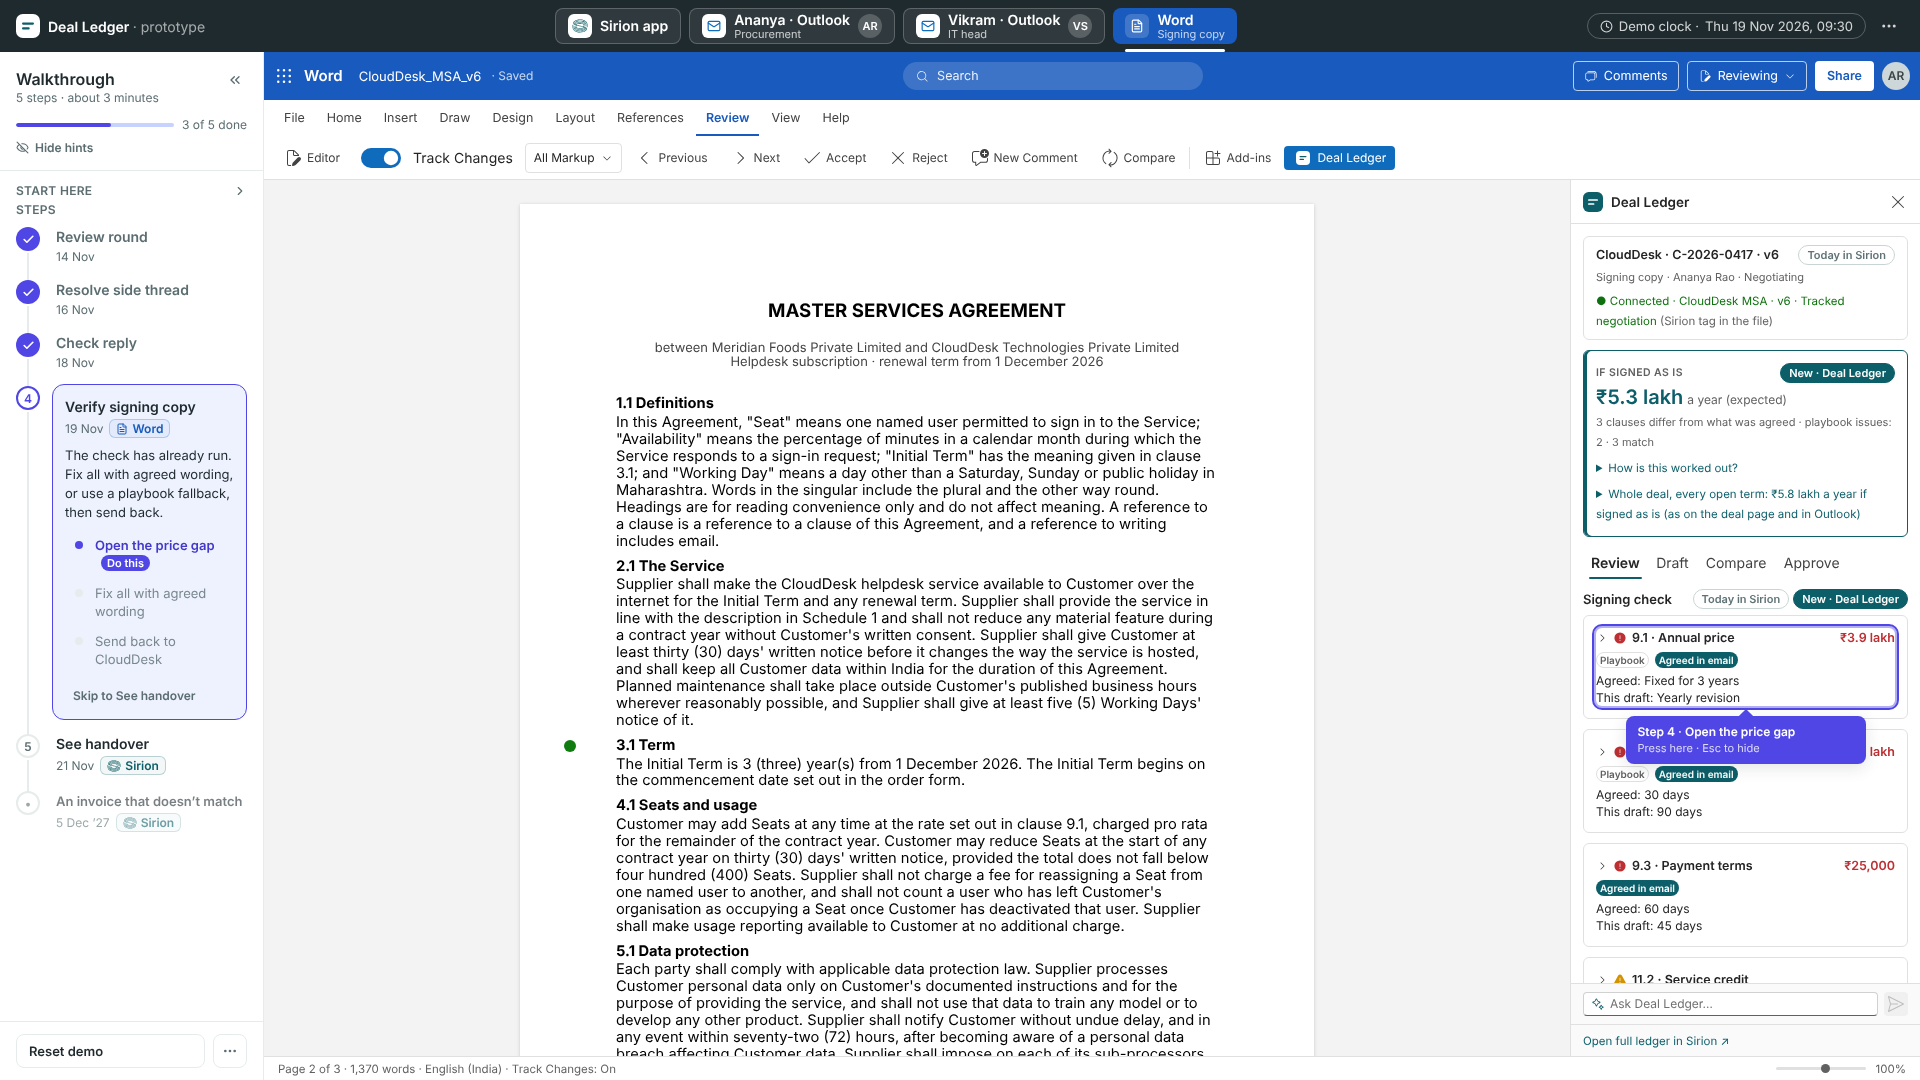 Deal Ledger · prototype
Sirion app
Ananya · Outlook
Procurement
AR
Vikram · Outlook
IT head
VS
Word
Signing copy
Demo clock · Thu 19 Nov 2026, 09:30
Walkthrough
5 steps · about 3 minutes
3 of 5 done
Hide hints
START HERE
STEPS
Review round
14 Nov
Resolve side thread
16 Nov
Check reply
18 Nov
4
Verify signing copy
19 Nov Word
The check has already run.
Fix all with agreed wording,
or use a playbook fallback,
then send back.
Open the price gap
Do this
Fix all with agreed
wording
Send back to
CloudDesk
Skip to See handover
5
See handover
21 Nov Sirion
An invoice that doesn't match
5 Dec '27 Sirion
Reset demo
Word CloudDesk_MSA_v6 · Saved
Search
Comments
Reviewing
Share
AR
File Home Insert Draw Design Layout References Review View Help
Editor Track Changes All Markup Previous Next Accept Reject New Comment Compare Add-ins Deal Ledger
MASTER SERVICES AGREEMENT
between Meridian Foods Private Limited and CloudDesk Technologies Private Limited
Helpdesk subscription · renewal term from 1 December 2026
1.1 Definitions
In this Agreement, "Seat" means one named user permitted to sign in to the Service;
"Availability" means the percentage of minutes in a calendar month during which the
Service responds to a sign-in request; "Initial Term" has the meaning given in clause
3.1; and "Working Day" means a day other than a Saturday, Sunday or public holiday in
Maharashtra. Words in the singular include the plural and the other way round.
Headings are for reading convenience only and do not affect meaning. A reference to
a clause is a reference to a clause of this Agreement, and a reference to writing
includes email.
2.1 The Service
Supplier shall make the CloudDesk helpdesk service available to Customer over the
internet for the Initial Term and any renewal term. Supplier shall provide the service in
line with the description in Schedule 1 and shall not reduce any material feature during
a contract year without Customer's written consent. Supplier shall give Customer at
least thirty (30) days' written notice before it changes the way the service is hosted,
and shall keep all Customer data within India for the duration of this Agreement.
Planned maintenance shall take place outside Customer's published business hours
wherever reasonably possible, and Supplier shall give at least five (5) Working Days'
notice of it.
3.1 Term
The Initial Term is 3 (three) year(s) from 1 December 2026. The Initial Term begins on
the commencement date set out in the order form.
4.1 Seats and usage
Customer may add Seats at any time at the rate set out in clause 9.1, charged pro rata
for the remainder of the contract year. Customer may reduce Seats at the start of any
contract year on thirty (30) days' written notice, provided the total does not fall below
four hundred (400) Seats. Supplier shall not charge a fee for reassigning a Seat from
one named user to another, and shall not count a user who has left Customer's
organisation as occupying a Seat once Customer has deactivated that user. Supplier
shall make usage reporting available to Customer at no additional charge.
5.1 Data protection
Each party shall comply with applicable data protection law. Supplier processes
Customer personal data only on Customer's documented instructions and for the
purpose of providing the service, and shall not use that data to train any model or to
develop any other product. Supplier shall notify Customer without undue delay, and in
any event within seventy-two (72) hours, after becoming aware of a personal data
breach affecting Customer data. Supplier shall impose on each of its sub-processors
Page 2 of 3 · 1,370 words · English (India) · Track Changes: On
100%
Deal Ledger
CloudDesk · C-2026-0417 · v6 Today in Sirion
Signing copy · Ananya Rao · Negotiating
Connected · CloudDesk MSA · v6 · Tracked
negotiation (Sirion tag in the file)
IF SIGNED AS IS New · Deal Ledger
₹5.3 lakh a year (expected)
3 clauses differ from what was agreed · playbook issues:
2 · 3 match
How is this worked out?
Whole deal, every open term: ₹5.8 lakh a year if
signed as is (as on the deal page and in Outlook)
Review Draft Compare Approve
Signing check Today in Sirion New · Deal Ledger
9.1 · Annual price ₹3.9 lakh
Playbook Agreed in email
Agreed: Fixed for 3 years
This draft: Yearly revision
Step 4 · Open the price gap
Press here · Esc to hide
lakh
Playbook Agreed in email
Agreed: 30 days
This draft: 90 days
9.3 · Payment terms ₹25,000
Agreed in email
Agreed: 60 days
This draft: 45 days
11.2 · Service credit
Ask Deal Ledger...
Open full ledger in Sirion ↗